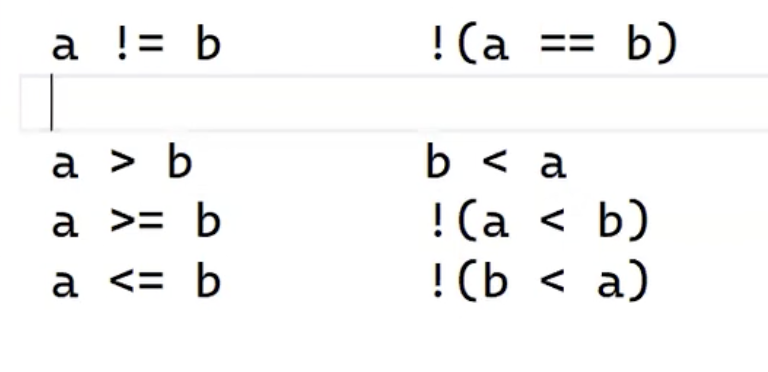 a != b !(a == b)
a > b b < a
a >= b !(a < b)
a <= b !(b < a)